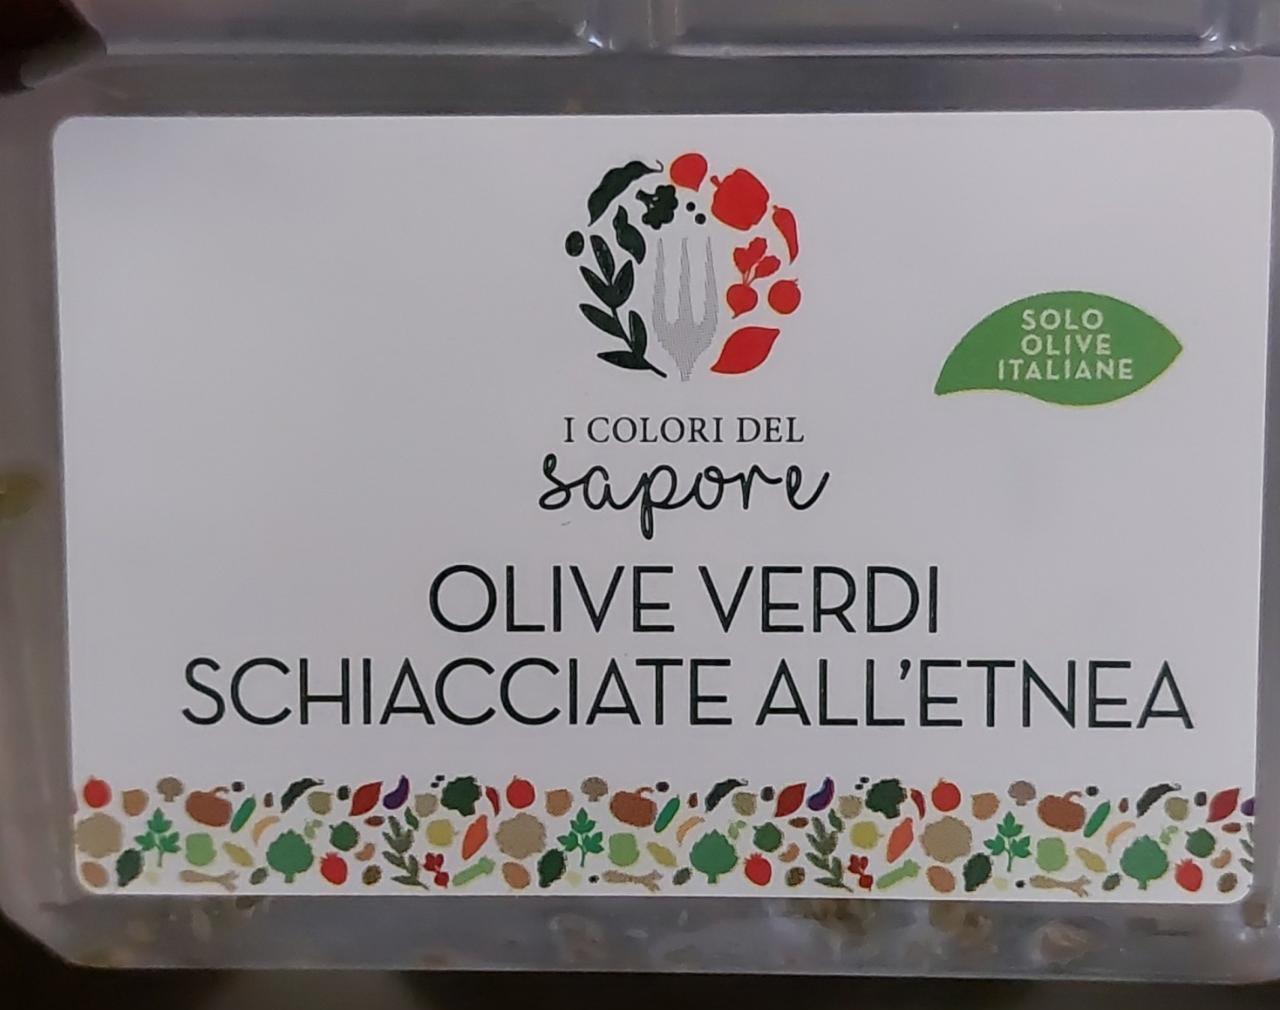 SOLO
OLIVE
ITALIANE
I COLORI DEL
sapore
OLIVE VERDI
SCHIACCIATE ALL'ETNEA